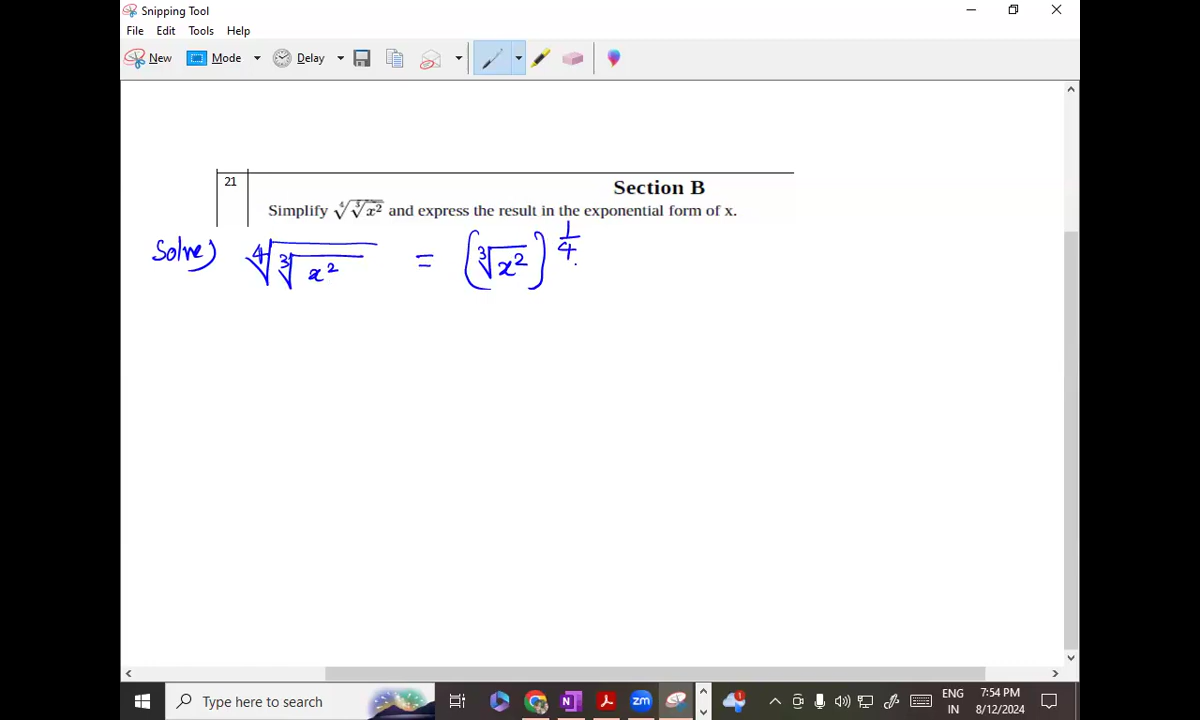 Snipping Tool
File Edit Tools Help
New Mode Delay
21
Section B
Simplify ∜∛x² and express the result in the exponential form of x.
Solve) ∜∛x² = (∛x²)^1/4
Type here to search
ENG
IN
7:54 PM
8/12/2024